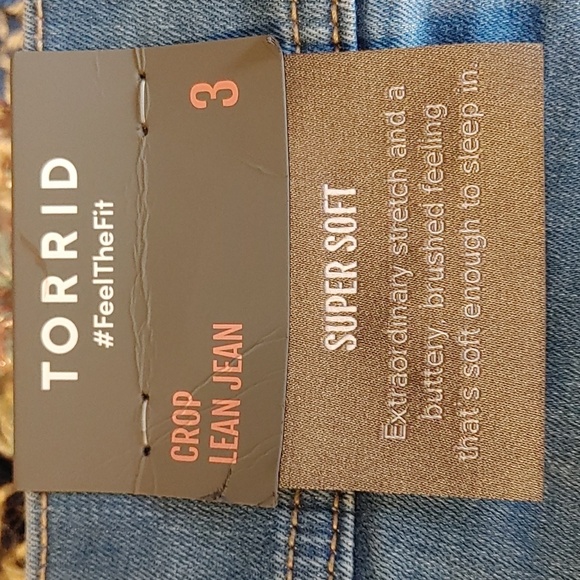 TORRID
#FeelTheFit
CROP
LEAN JEAN
3
SUPER SOFT
Extraordinary stretch and a
buttery, brushed feeling
that's soft enough to sleep in.